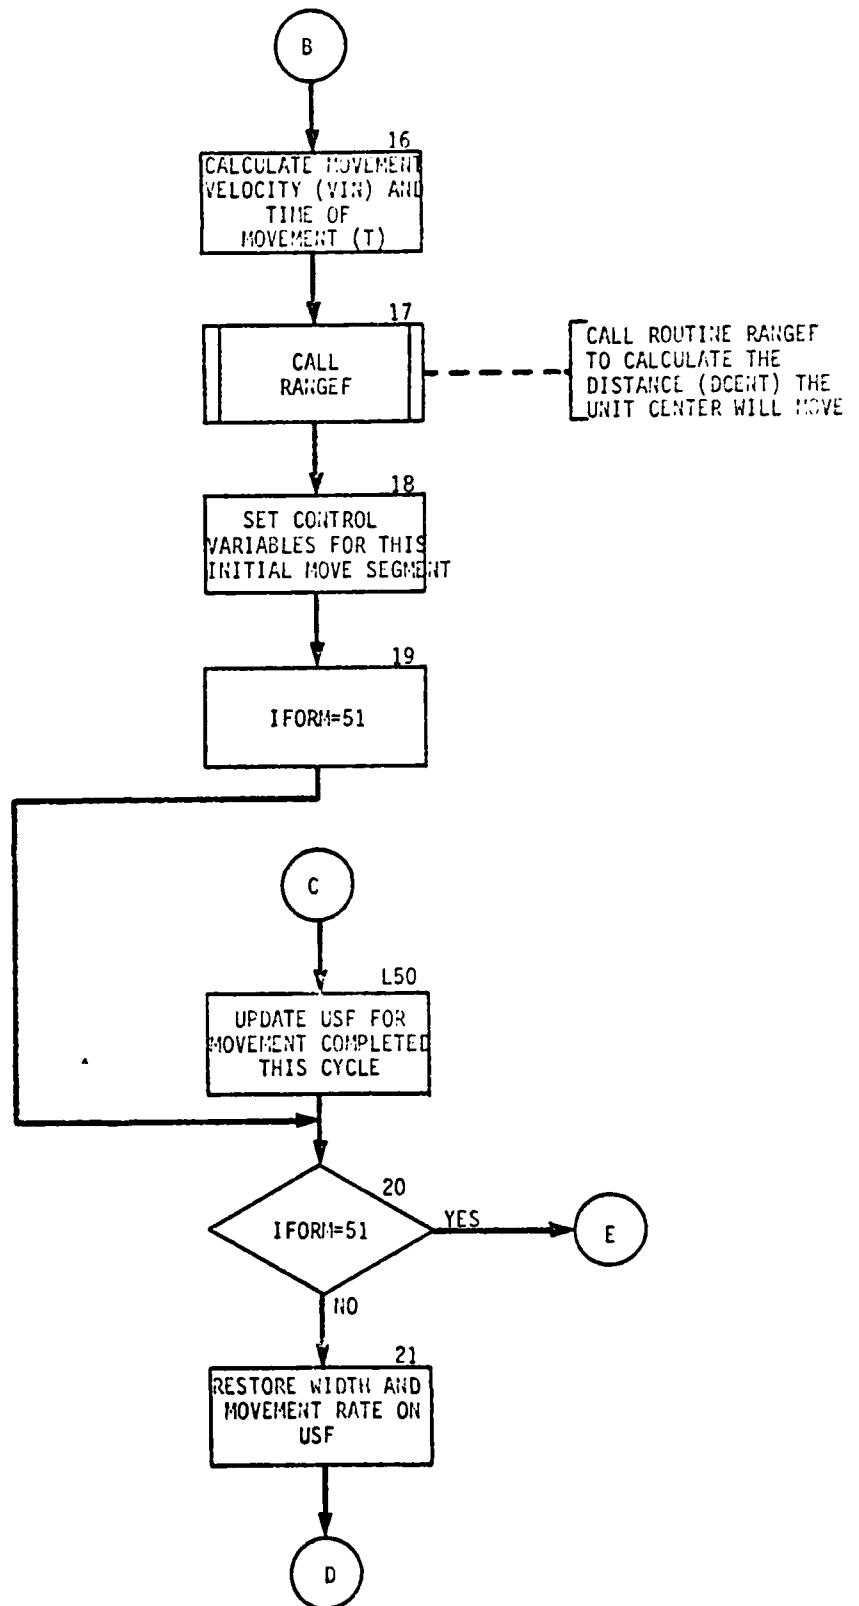 B
16
CALCULATE MOVEMENT
VELOCITY (VIN) AND
TIME OF
MOVEMENT (T)
17
CALL
RANGEF
CALL ROUTINE RANGEF
TO CALCULATE THE
DISTANCE (DCENT) THE
UNIT CENTER WILL MOVE
18
SET CONTROL
VARIABLES FOR THIS
INITIAL MOVE SEGMENT
19
IFORM=51
C
L50
UPDATE USF FOR
MOVEMENT COMPLETED
THIS CYCLE
20
IFORM=51
YES
E
NO
21
RESTORE WIDTH AND
MOVEMENT RATE ON
USF
D